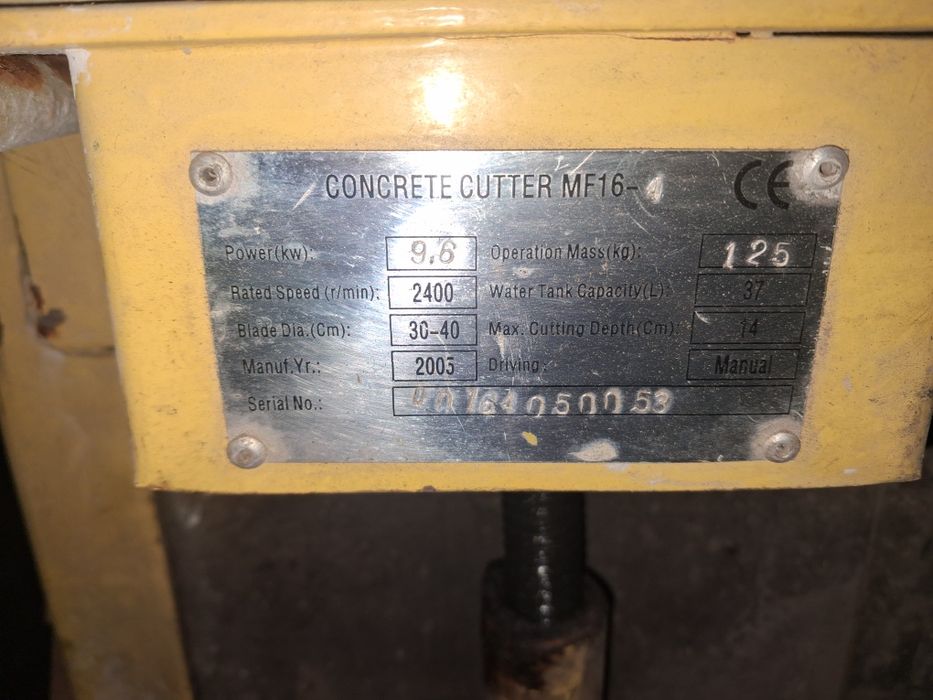 CONCRETE CUTTER MF16-4 CE
Power(kw): 9.6 Operation Mass(kg): 125
Rated Speed (r/min): 2400 Water Tank Capacity(L): 37
Blade Dia.(Cm): 30-40 Max. Cutting Depth(Cm): 14
Manuf.Yr.: 2005 Driving: Manual
Serial No.: